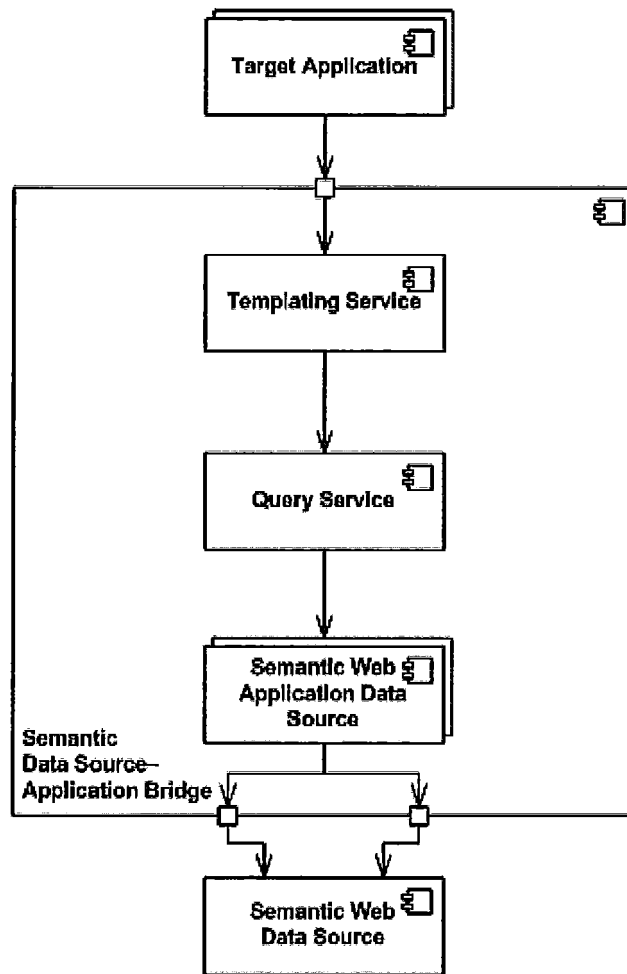 Target Application
Templating Service
Query Service
Semantic Web
Application Data
Source
Semantic
Data Source–
Application Bridge
Semantic Web
Data Source